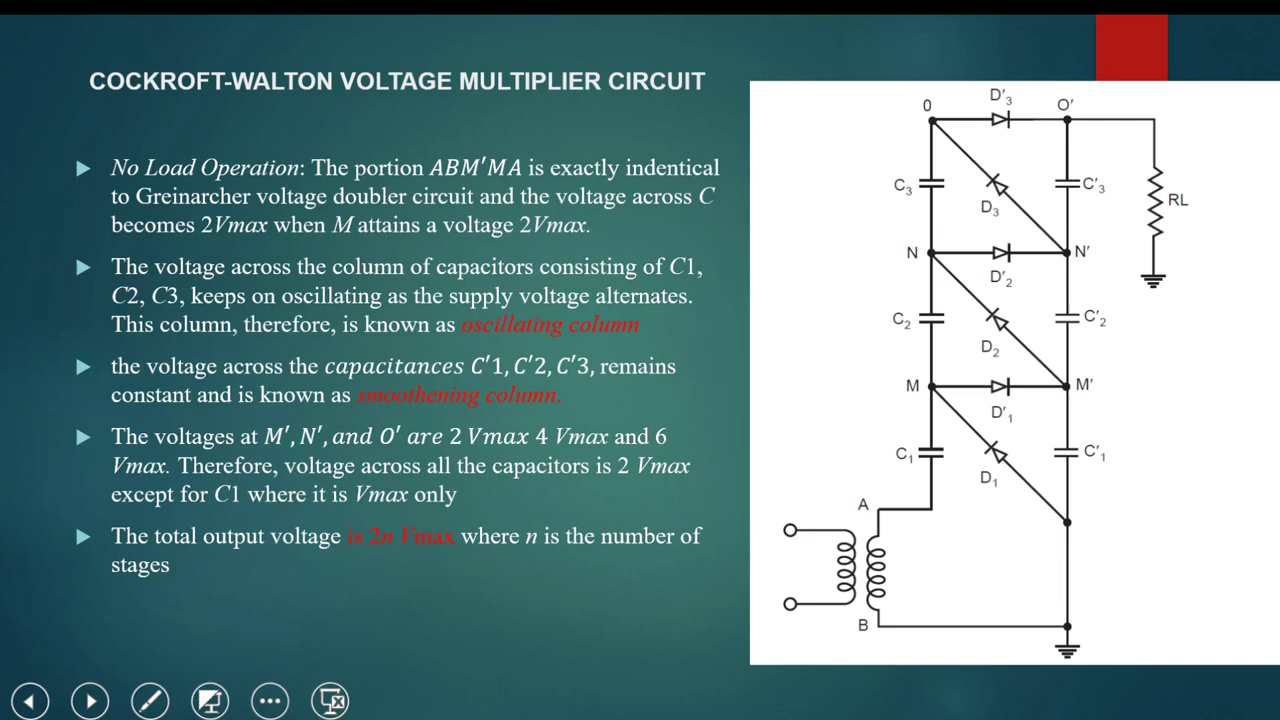 COCKROFT-WALTON VOLTAGE MULTIPLIER CIRCUIT
No Load Operation: The portion ABM′MA is exactly indentical
to Greinarcher voltage doubler circuit and the voltage across C
becomes 2Vmax when M attains a voltage 2Vmax.
The voltage across the column of capacitors consisting of C1,
C2, C3, keeps on oscillating as the supply voltage alternates.
This column, therefore, is known as oscillating column
the voltage across the capacitances C′1, C′2, C′3, remains
constant and is known as smoothening column.
The voltages at M′, N′, and O′ are 2 Vmax 4 Vmax and 6
Vmax. Therefore, voltage across all the capacitors is 2 Vmax
except for C1 where it is Vmax only
The total output voltage is 2n Vmax where n is the number of
stages
D′3
0
O′
C3
C′3
D3
RL
N
N′
D′2
C2
C′2
D2
M
M′
D′1
C1
C′1
D1
A
B